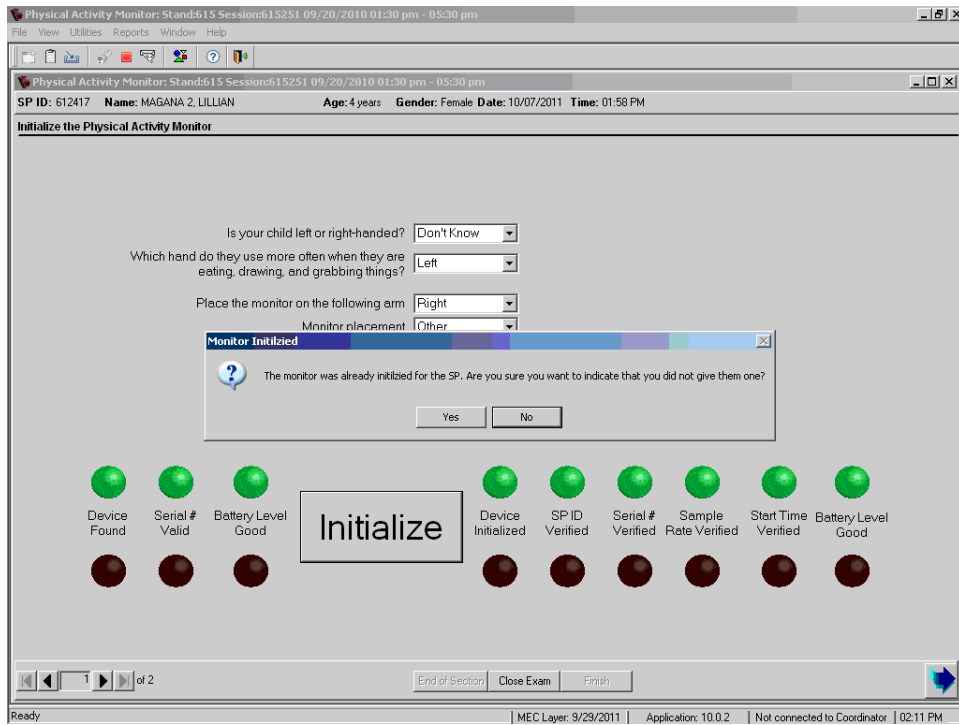 Physical Activity Monitor: Stand:615 Session:615251 09/20/2010 01:30 pm - 05:30 pm
File View Utilities Reports Window Help
Physical Activity Monitor: Stand:615 Session:615251 09/20/2010 01:30 pm - 05:30 pm
SP ID: 612417 Name: MAGANA 2, LILLIAN Age: 4 years Gender: Female Date: 10/07/2011 Time: 01:58 PM
Initialize the Physical Activity Monitor
Is your child left or right-handed? Don't Know
Which hand do they use more often when they are
eating, drawing, and grabbing things? Left
Place the monitor on the following arm Right
Monitor placement Other
Monitor Initilzied
The monitor was already initilzied for the SP. Are you sure you want to indicate that you did not give them one?
Yes No
Device Found
Serial # Valid
Battery Level Good
Initialize
Device Initialized
SP ID Verified
Serial # Verified
Sample Rate Verified
Start Time Verified
Battery Level Good
1 of 2 End of Section Close Exam Finish
Ready MEC Layer: 9/29/2011 Application: 10.0.2 Not connected to Coordinator 02:11 PM